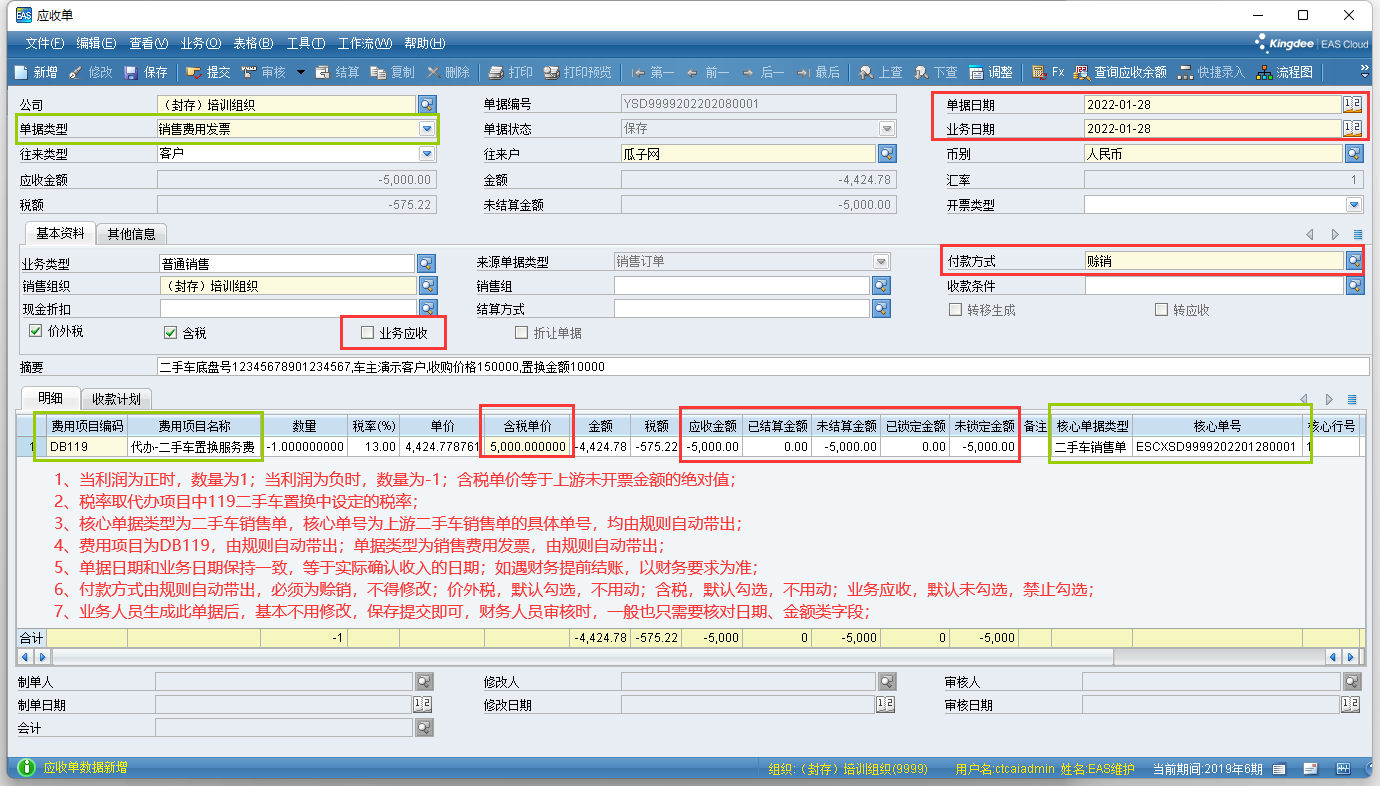 EAS 应收单
文件(F) 编辑(E) 查看(V) 业务(O) 表格(B) 工具(T) 工作流(W) 帮助(H) Kingdee EAS Cloud
新增 修改 保存 提交 审核 结算 复制 删除 打印 打印预览 第一 前一 后一 最后 上查 下查 调整 Fx 查询应收余额 快捷录入 流程图
公司 （封存）培训组织 单据编号 YSD9999202202080001 单据日期 2022-01-28
单据类型 销售费用发票 单据状态 保存 业务日期 2022-01-28
往来类型 客户 往来户 瓜子网 币别 人民币
应收金额 -5,000.00 金额 -4,424.78 汇率 1
税额 -575.22 未结算金额 -5,000.00 开票类型
基本资料 其他信息
业务类型 普通销售 来源单据类型 销售订单 付款方式 赊销
销售组织 （封存）培训组织 销售组 收款条件
现金折扣 结算方式 转移生成 转应收
价外税 含税 业务应收 折让单据
摘要 二手车底盘号12345678901234567,车主演示客户,收购价格150000,置换金额10000
明细 收款计划
费用项目编码 费用项目名称 数量 税率(%) 单价 含税单价 金额 税额 应收金额 已结算金额 未结算金额 已锁定金额 未锁定金额 备注 核心单据类型 核心单号 核心行号
1 DB119 代办-二手车置换服务费 -1.000000000 13.00 4,424.778761 5,000.000000 -4,424.78 -575.22 -5,000.00 0.00 -5,000.00 0.00 -5,000.00 二手车销售单 ESCXSD9999202201280001 1
1、当利润为正时，数量为1；当利润为负时，数量为-1；含税单价等于上游未开票金额的绝对值；
2、税率取代办项目中119二手车置换中设定的税率；
3、核心单据类型为二手车销售单，核心单号为上游二手车销售单的具体单号，均由规则自动带出；
4、费用项目为DB119，由规则自动带出；单据类型为销售费用发票，由规则自动带出；
5、单据日期和业务日期保持一致，等于实际确认收入的日期；如遇财务提前结账，以财务要求为准；
6、付款方式由规则自动带出，必须为赊销，不得修改；价外税，默认勾选，不用动；含税，默认勾选，不用动；业务应收，默认未勾选，禁止勾选；
7、业务人员生成此单据后，基本不用修改，保存提交即可，财务人员审核时，一般也只需要核对日期、金额类字段；
合计 -1 -4,424.78 -575.22 -5,000 0 -5,000 0 -5,000
制单人 修改人 审核人
制单日期 修改日期 审核日期
会计
应收单数据新增 组织:（封存）培训组织(9999) 用户名:ctcaiadmin 姓名:EAS维护 当前期间:2019年6期